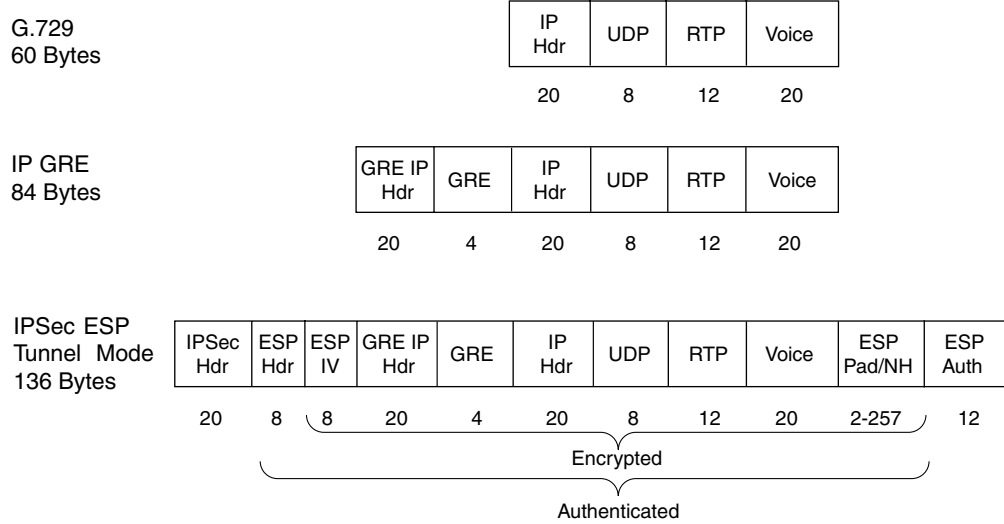 G.729
60 Bytes
IP Hdr UDP RTP Voice
20 8 12 20
IP GRE
84 Bytes
GRE IP Hdr GRE IP Hdr UDP RTP Voice
20 4 20 8 12 20
IPSec ESP
Tunnel Mode
136 Bytes
IPSec Hdr ESP Hdr ESP IV GRE IP Hdr GRE IP Hdr UDP RTP Voice ESP Pad/NH ESP Auth
20 8 8 20 4 20 8 12 20 2-257 12
Encrypted
Authenticated